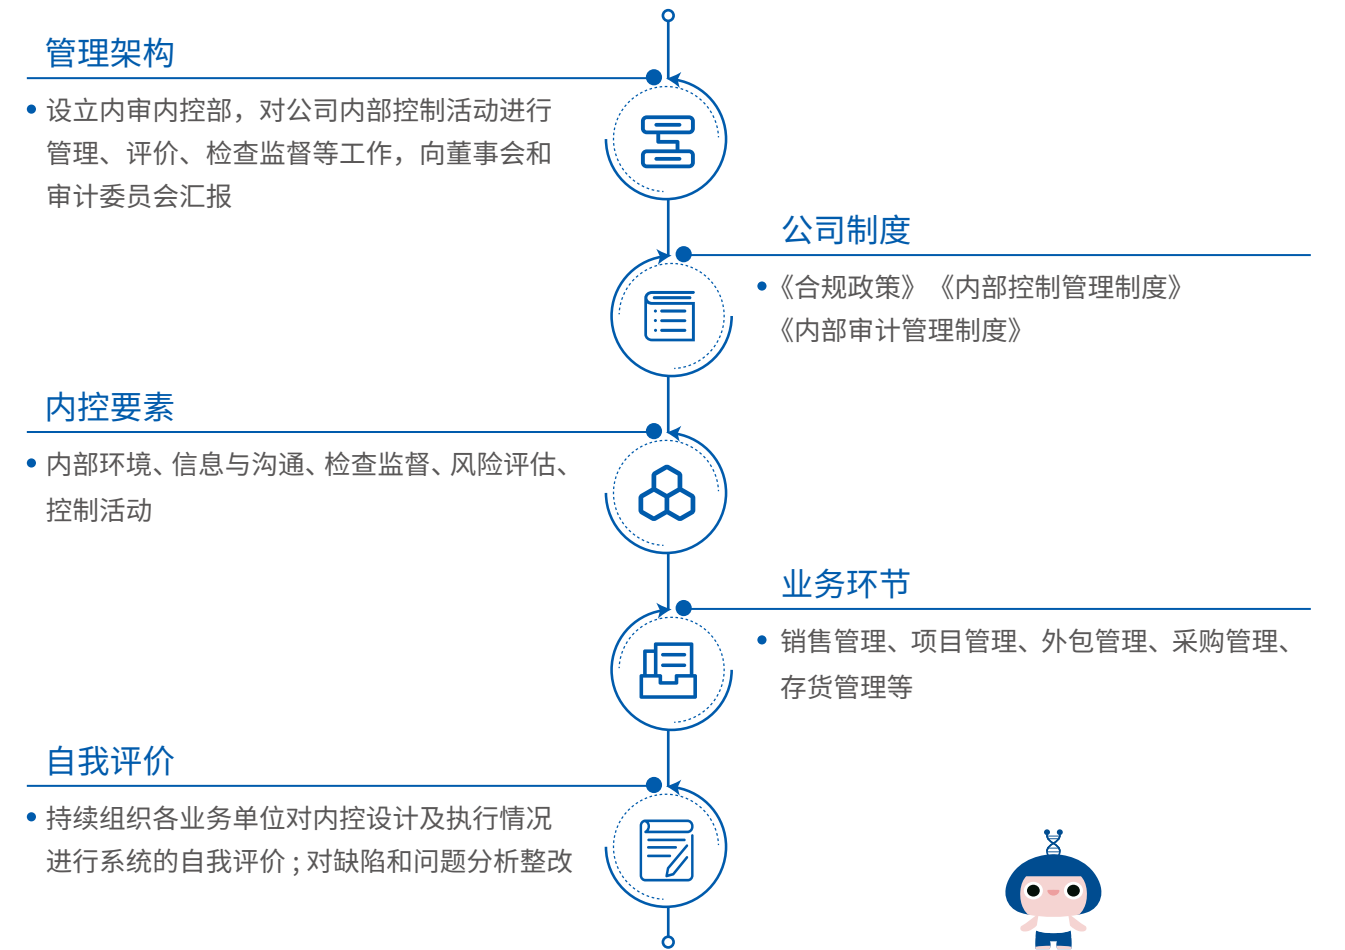 管理架构
设立内审内控部，对公司内部控制活动进行
管理、评价、检查监督等工作，向董事会和
审计委员会汇报
公司制度
《合规政策》《内部控制管理制度》
《内部审计管理制度》
内控要素
内部环境、信息与沟通、检查监督、风险评估、
控制活动
业务环节
销售管理、项目管理、外包管理、采购管理、
存货管理等
自我评价
持续组织各业务单位对内控设计及执行情况
进行系统的自我评价；对缺陷和问题分析整改